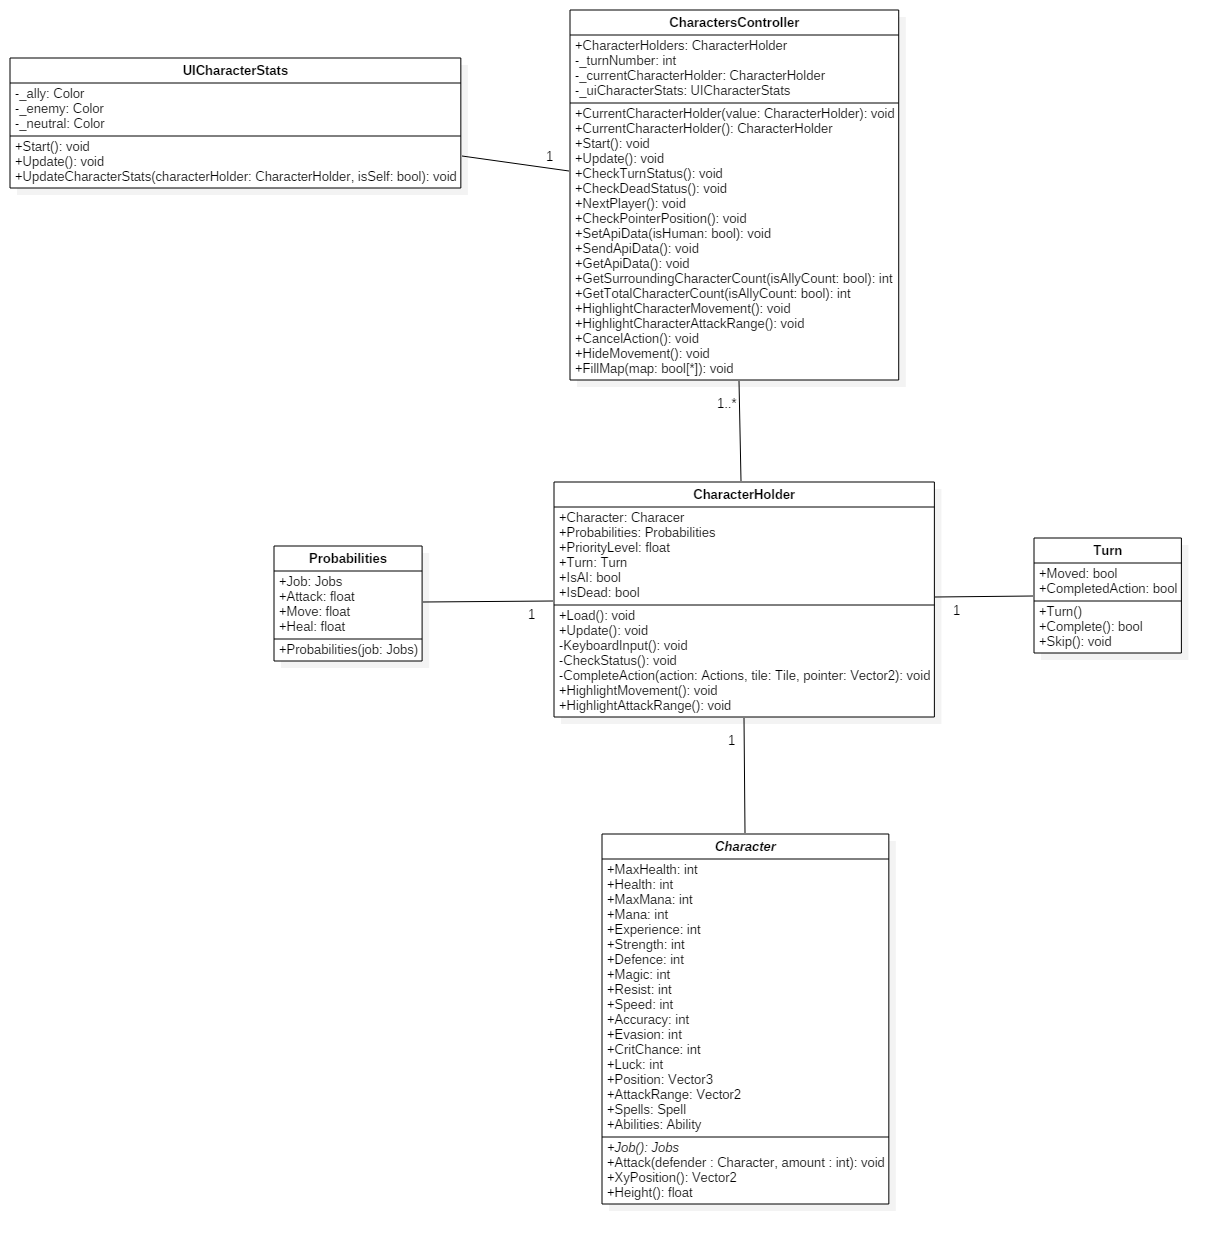 CharactersController
+CharacterHolders: CharacterHolder
-_turnNumber: int
-_currentCharacterHolder: CharacterHolder
-_uiCharacterStats: UICharacterStats
+CurrentCharacterHolder(value: CharacterHolder): void
+CurrentCharacterHolder(): CharacterHolder
+Start(): void
+Update(): void
+CheckTurnStatus(): void
+CheckDeadStatus(): void
+NextPlayer(): void
+CheckPointerPosition(): void
+SetApiData(isHuman: bool): void
+SendApiData(): void
+GetApiData(): void
+GetSurroundingCharacterCount(isAllyCount: bool): int
+GetTotalCharacterCount(isAllyCount: bool): int
+HighlightCharacterMovement(): void
+HighlightCharacterAttackRange(): void
+CancelAction(): void
+HideMovement(): void
+FillMap(map: bool[*]): void
UICharacterStats
-_ally: Color
-_enemy: Color
-_neutral: Color
+Start(): void
+Update(): void
+UpdateCharacterStats(characterHolder: CharacterHolder, isSelf: bool): void
1
1..*
CharacterHolder
+Character: Characer
+Probabilities: Probabilities
+PriorityLevel: float
+Turn: Turn
+IsAI: bool
+IsDead: bool
+Load(): void
+Update(): void
-KeyboardInput(): void
-CheckStatus(): void
-CompleteAction(action: Actions, tile: Tile, pointer: Vector2): void
+HighlightMovement(): void
+HighlightAttackRange(): void
Probabilities
+Job: Jobs
+Attack: float
+Move: float
+Heal: float
+Probabilities(job: Jobs)
1
Turn
+Moved: bool
+CompletedAction: bool
+Turn()
+Complete(): bool
+Skip(): void
1
1
Character
+MaxHealth: int
+Health: int
+MaxMana: int
+Mana: int
+Experience: int
+Strength: int
+Defence: int
+Magic: int
+Resist: int
+Speed: int
+Accuracy: int
+Evasion: int
+CritChance: int
+Luck: int
+Position: Vector3
+AttackRange: Vector2
+Spells: Spell
+Abilities: Ability
+Job(): Jobs
+Attack(defender : Character, amount : int): void
+XyPosition(): Vector2
+Height(): float